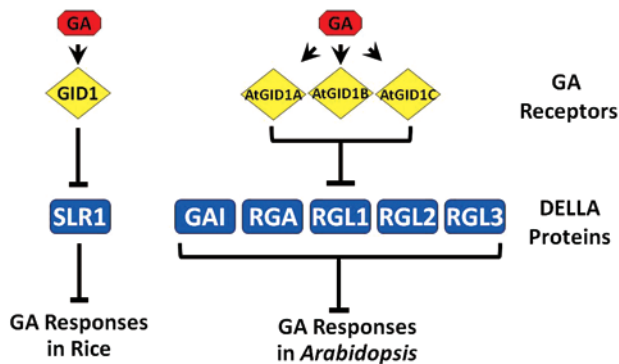 GA
GA
GID1
AtGID1A
AtGID1B
AtGID1C
GA
Receptors
SLR1
GAI
RGA
RGL1
RGL2
RGL3
DELLA
Proteins
GA Responses
in Rice
GA Responses
in Arabidopsis